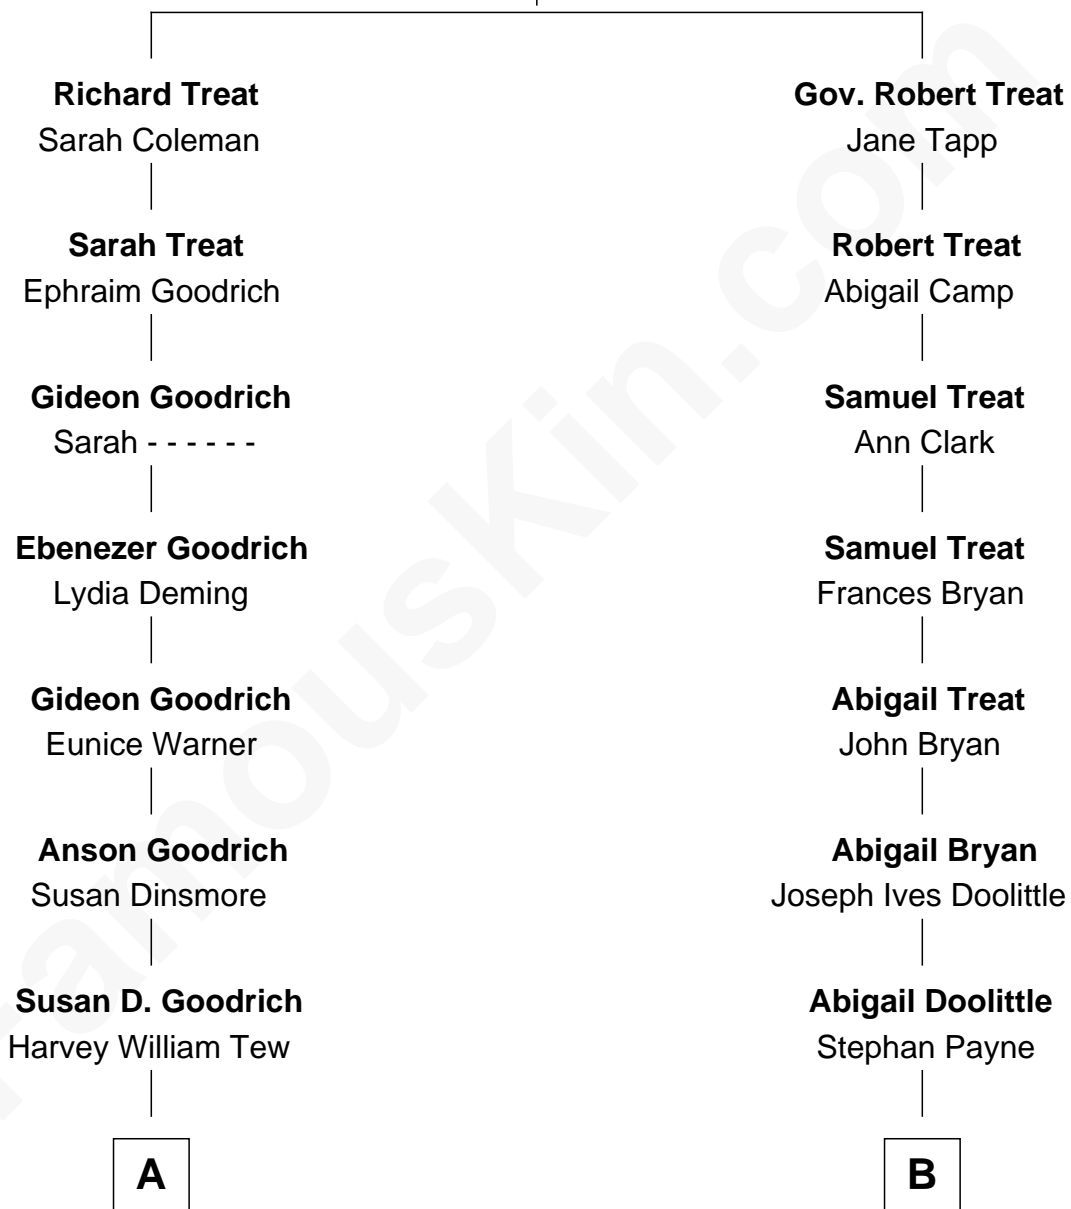 Richard Treat
Sarah Coleman
Sarah Treat
Ephraim Goodrich
Gideon Goodrich
Sarah - - - - - -
Ebenezer Goodrich
Lydia Deming
Gideon Goodrich
Eunice Warner
Anson Goodrich
Susan Dinsmore
Susan D. Goodrich
Harvey William Tew
A
Gov. Robert Treat
Jane Tapp
Robert Treat
Abigail Camp
Samuel Treat
Ann Clark
Samuel Treat
Frances Bryan
Abigail Treat
John Bryan
Abigail Bryan
Joseph Ives Doolittle
Abigail Doolittle
Stephan Payne
B
FamousKin.com